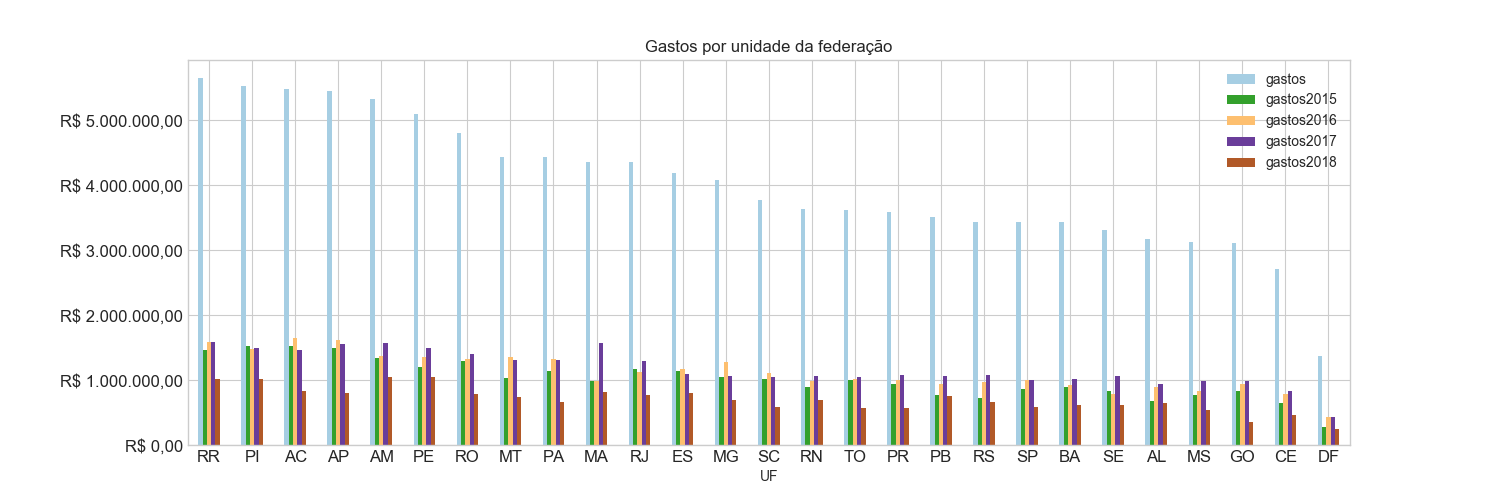 Gastos por unidade da federação
gastos
gastos2015
gastos2016
gastos2017
gastos2018
R$ 5.000.000,00
R$ 4.000.000,00
R$ 3.000.000,00
R$ 2.000.000,00
R$ 1.000.000,00
R$ 0,00
RR PI AC AP AM PE RO MT PA MA RJ ES MG SC RN TO PR PB RS SP BA SE AL MS GO CE DF
UF